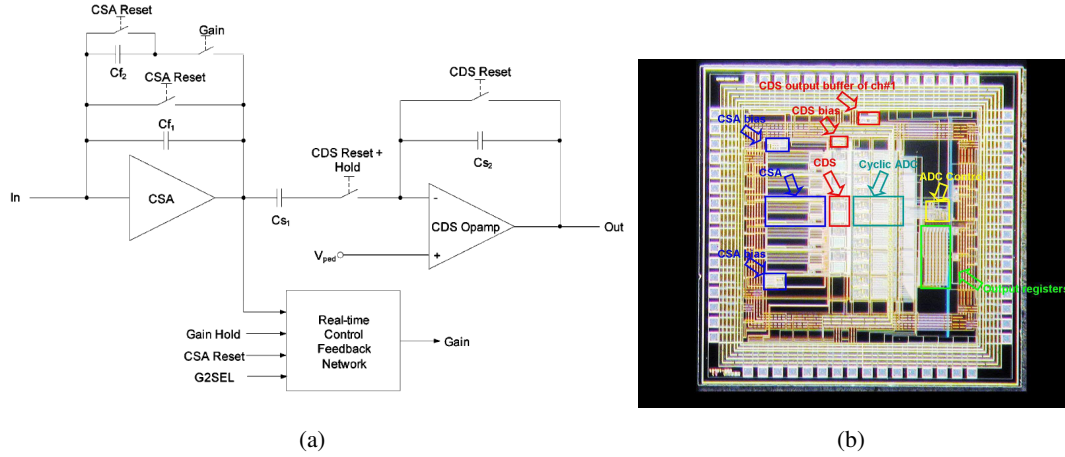 CSA Reset
Gain
Cf2
CSA Reset
Cf1
In
CSA
Cs1
CDS Reset +
Hold
CDS Reset
Cs2
-
+
CDS Opamp
Vped
Out
Gain Hold
CSA Reset
G2SEL
Real-time
Control
Feedback
Network
Gain
(a)
CDS output buffer of ch#1
CDS bias
CSA bias
CSA
CDS
Cyclic ADC
ADC Control
CSA bias
Output registers
(b)